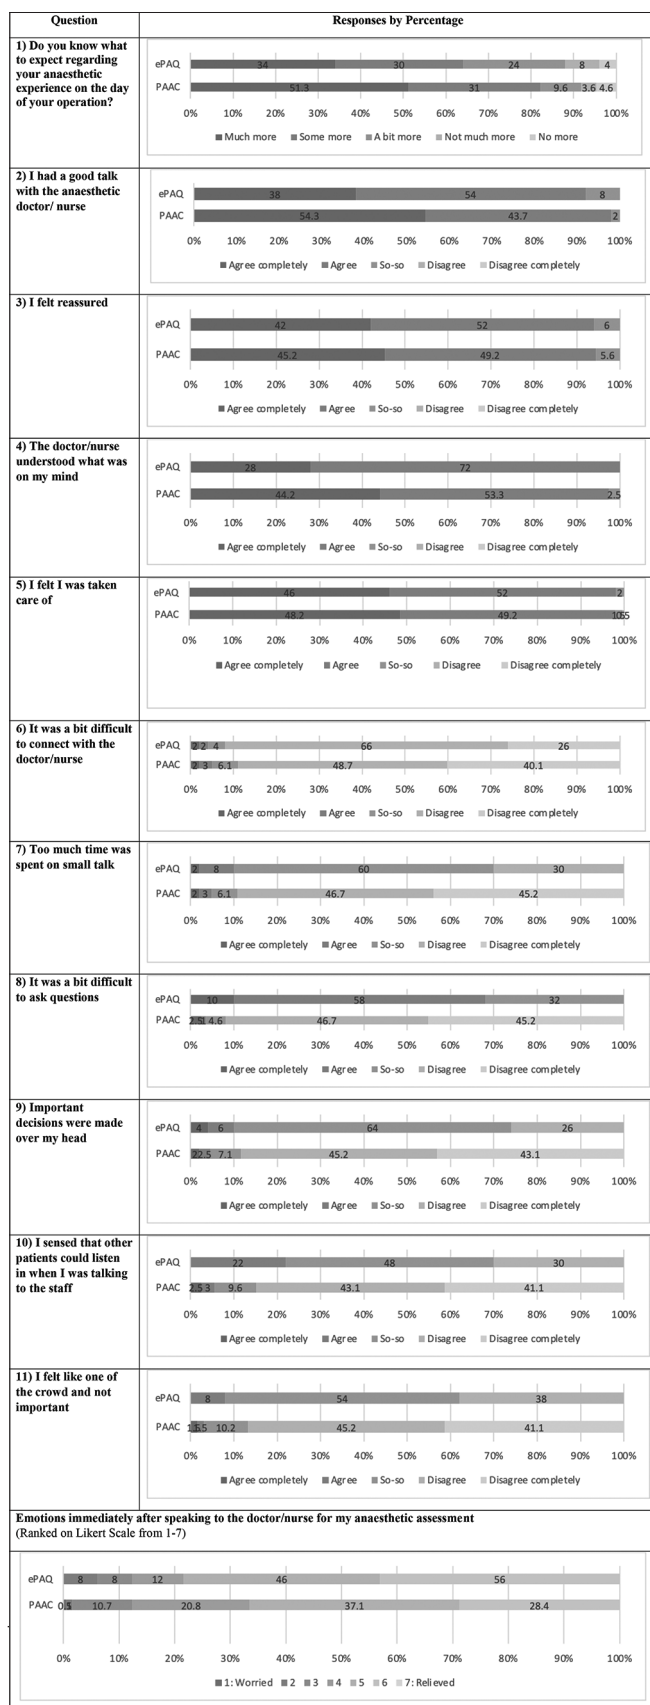 Question Responses by Percentage
1) Do you know what
to expect regarding
your anaesthetic
experience on the day
of your operation?
ePAQ 34 30 24 8 4
PAAC 51.3 31 9.6 3.6 4.6
0% 10% 20% 30% 40% 50% 60% 70% 80% 90% 100%
Much more Some more A bit more Not much more No more
2) I had a good talk
with the anaesthetic
doctor/ nurse
ePAQ 38 54 8
PAAC 54.3 43.7 2
0% 10% 20% 30% 40% 50% 60% 70% 80% 90% 100%
Agree completely Agree So-so Disagree Disagree completely
3) I felt reassured
ePAQ 42 52 6
PAAC 45.2 49.2 5.6
0% 10% 20% 30% 40% 50% 60% 70% 80% 90% 100%
Agree completely Agree So-so Disagree Disagree completely
4) The doctor/nurse
understood what was
on my mind
ePAQ 28 72
PAAC 44.2 53.3 2.5
0% 10% 20% 30% 40% 50% 60% 70% 80% 90% 100%
Agree completely Agree So-so Disagree Disagree completely
5) I felt I was taken
care of
ePAQ 46 52 2
PAAC 48.2 49.2
0% 10% 20% 30% 40% 50% 60% 70% 80% 90% 100%
Agree completely Agree So-so Disagree Disagree completely
6) It was a bit difficult
to connect with the
doctor/nurse
ePAQ 2 2 4 66 26
PAAC 2 3 6.1 48.7 40.1
0% 10% 20% 30% 40% 50% 60% 70% 80% 90% 100%
Agree completely Agree So-so Disagree Disagree completely
7) Too much time was
spent on small talk
ePAQ 2 8 60 30
PAAC 2 3 6.1 46.7 45.2
0% 10% 20% 30% 40% 50% 60% 70% 80% 90% 100%
Agree completely Agree So-so Disagree Disagree completely
8) It was a bit difficult
to ask questions
ePAQ 10 58 32
PAAC 2.5 1 4.6 46.7 45.2
0% 10% 20% 30% 40% 50% 60% 70% 80% 90% 100%
Agree completely Agree So-so Disagree Disagree completely
9) Important
decisions were made
over my head
ePAQ 4 6 64 26
PAAC 2 2.5 7.1 45.2 43.1
0% 10% 20% 30% 40% 50% 60% 70% 80% 90% 100%
Agree completely Agree So-so Disagree Disagree completely
10) I sensed that other
patients could listen
in when I was talking
to the staff
ePAQ 22 48 30
PAAC 2.5 3 9.6 43.1 41.1
0% 10% 20% 30% 40% 50% 60% 70% 80% 90% 100%
Agree completely Agree So-so Disagree Disagree completely
11) I felt like one of
the crowd and not
important
ePAQ 8 54 38
PAAC 10.2 45.2 41.1
0% 10% 20% 30% 40% 50% 60% 70% 80% 90% 100%
Agree completely Agree So-so Disagree Disagree completely
Emotions immediately after speaking to the doctor/nurse for my anaesthetic assessment
(Ranked on Likert Scale from 1-7)
ePAQ 8 8 12 46 56
PAAC 10.7 20.8 37.1 28.4
0% 10% 20% 30% 40% 50% 60% 70% 80% 90% 100%
1: Worried 2 3 4 5 6 7: Relieved